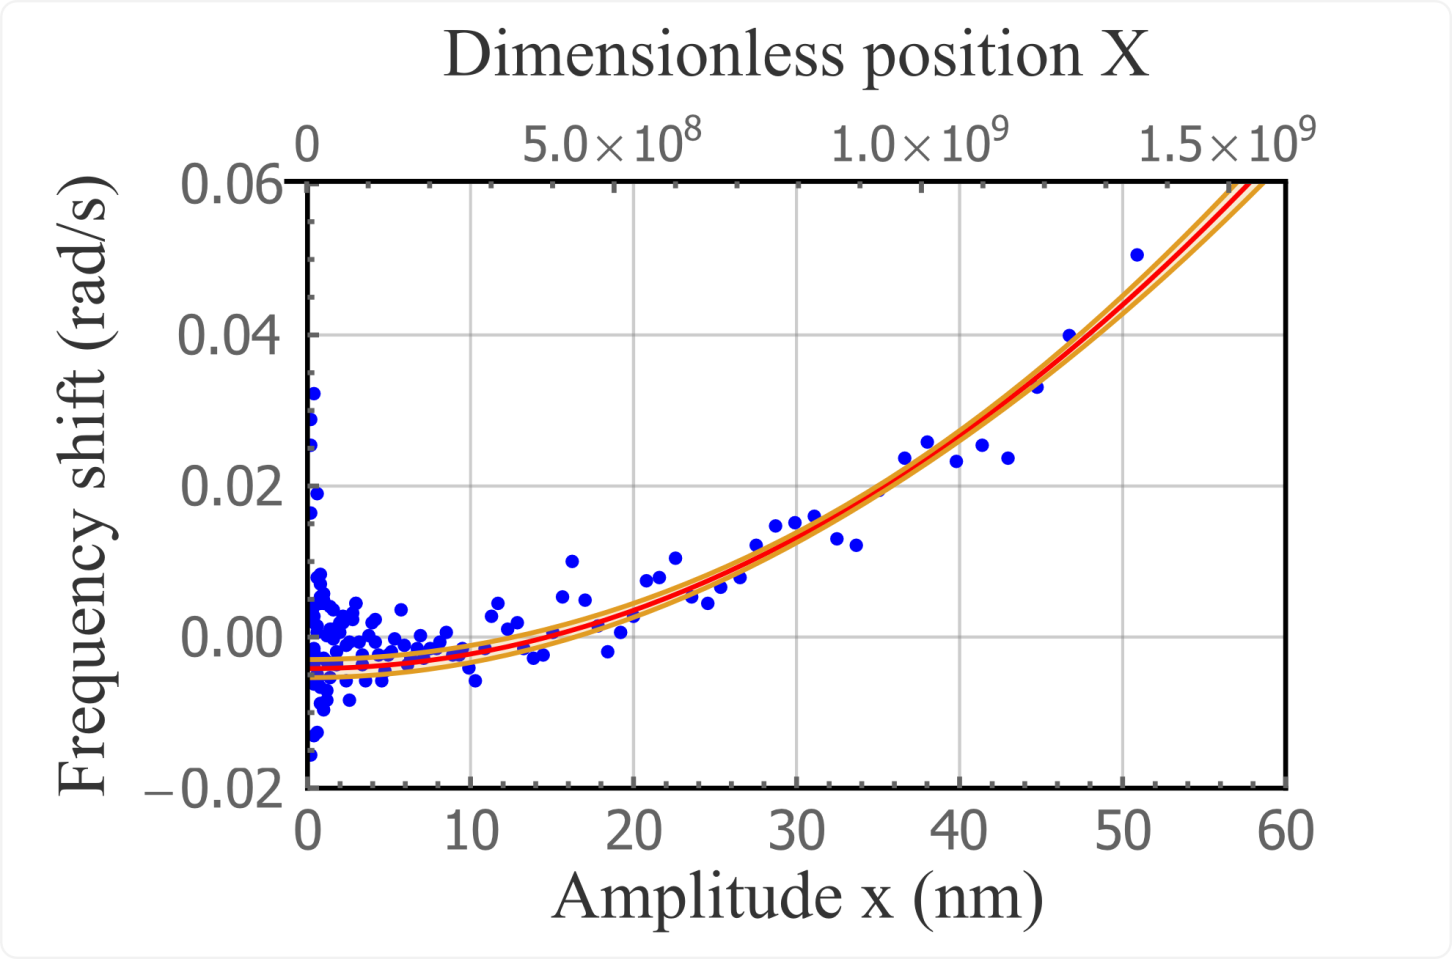 Dimensionless position X
0 5.0×10⁸ 1.0×10⁹ 1.5×10⁹
Frequency shift (rad/s)
0.06
0.04
0.02
0.00
−0.02
0 10 20 30 40 50 60
Amplitude x (nm)